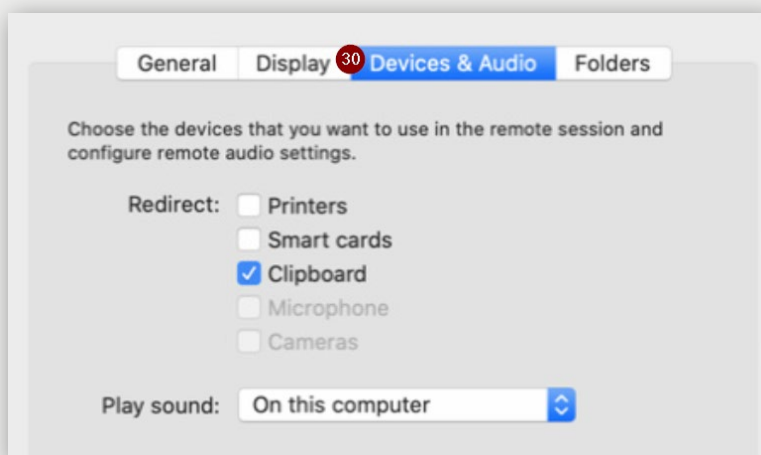 General Display 30 Devices & Audio Folders
Choose the devices that you want to use in the remote session and
configure remote audio settings.
Redirect: Printers
Smart cards
Clipboard
Microphone
Cameras
Play sound: On this computer